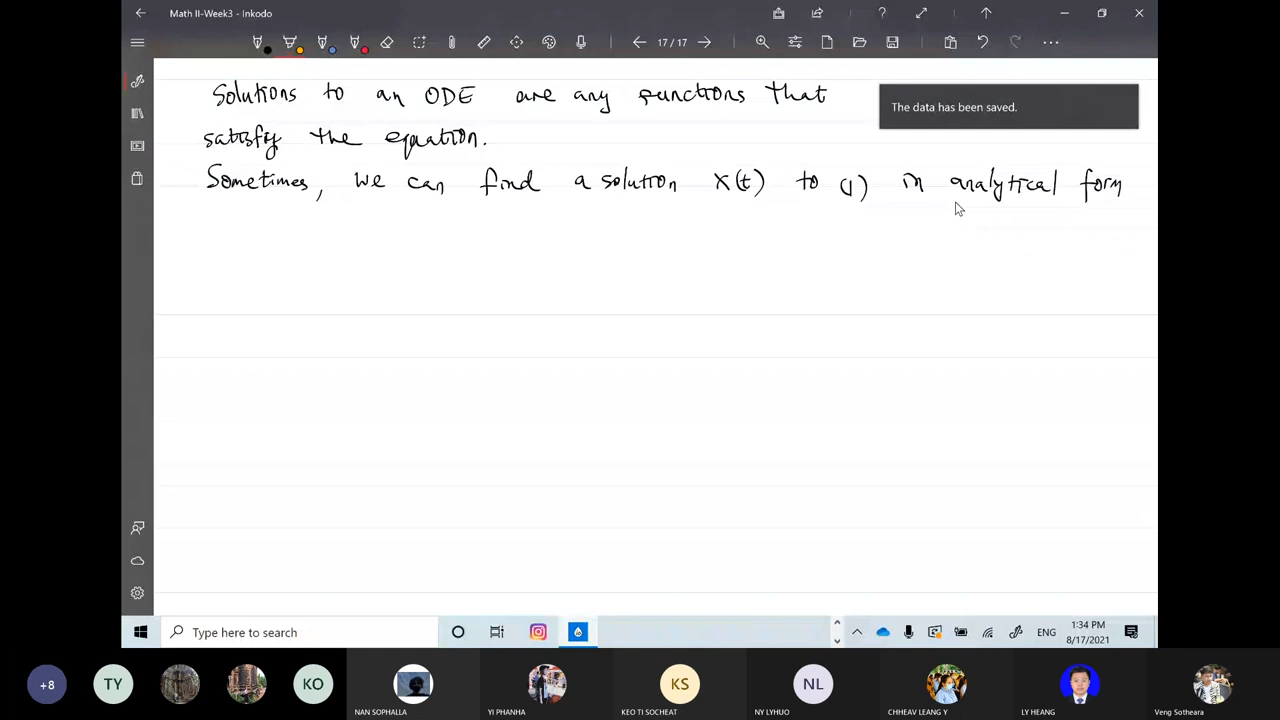 Math II-Week3 - Inkodo
17 / 17
Solutions to an ODE are any functions that
The data has been saved.
satisfy the equation.
Sometimes, we can find a solution x(t) to (1) in analytical form
Type here to search
ENG
1:34 PM
8/17/2021
+8
TY
KO
KS
NL
NAN SOPHALLA
YI PHANHA
KEO TI SOCHEAT
NY LYHUO
CHHEAV LEANG Y
LY HEANG
Veng Sotheara